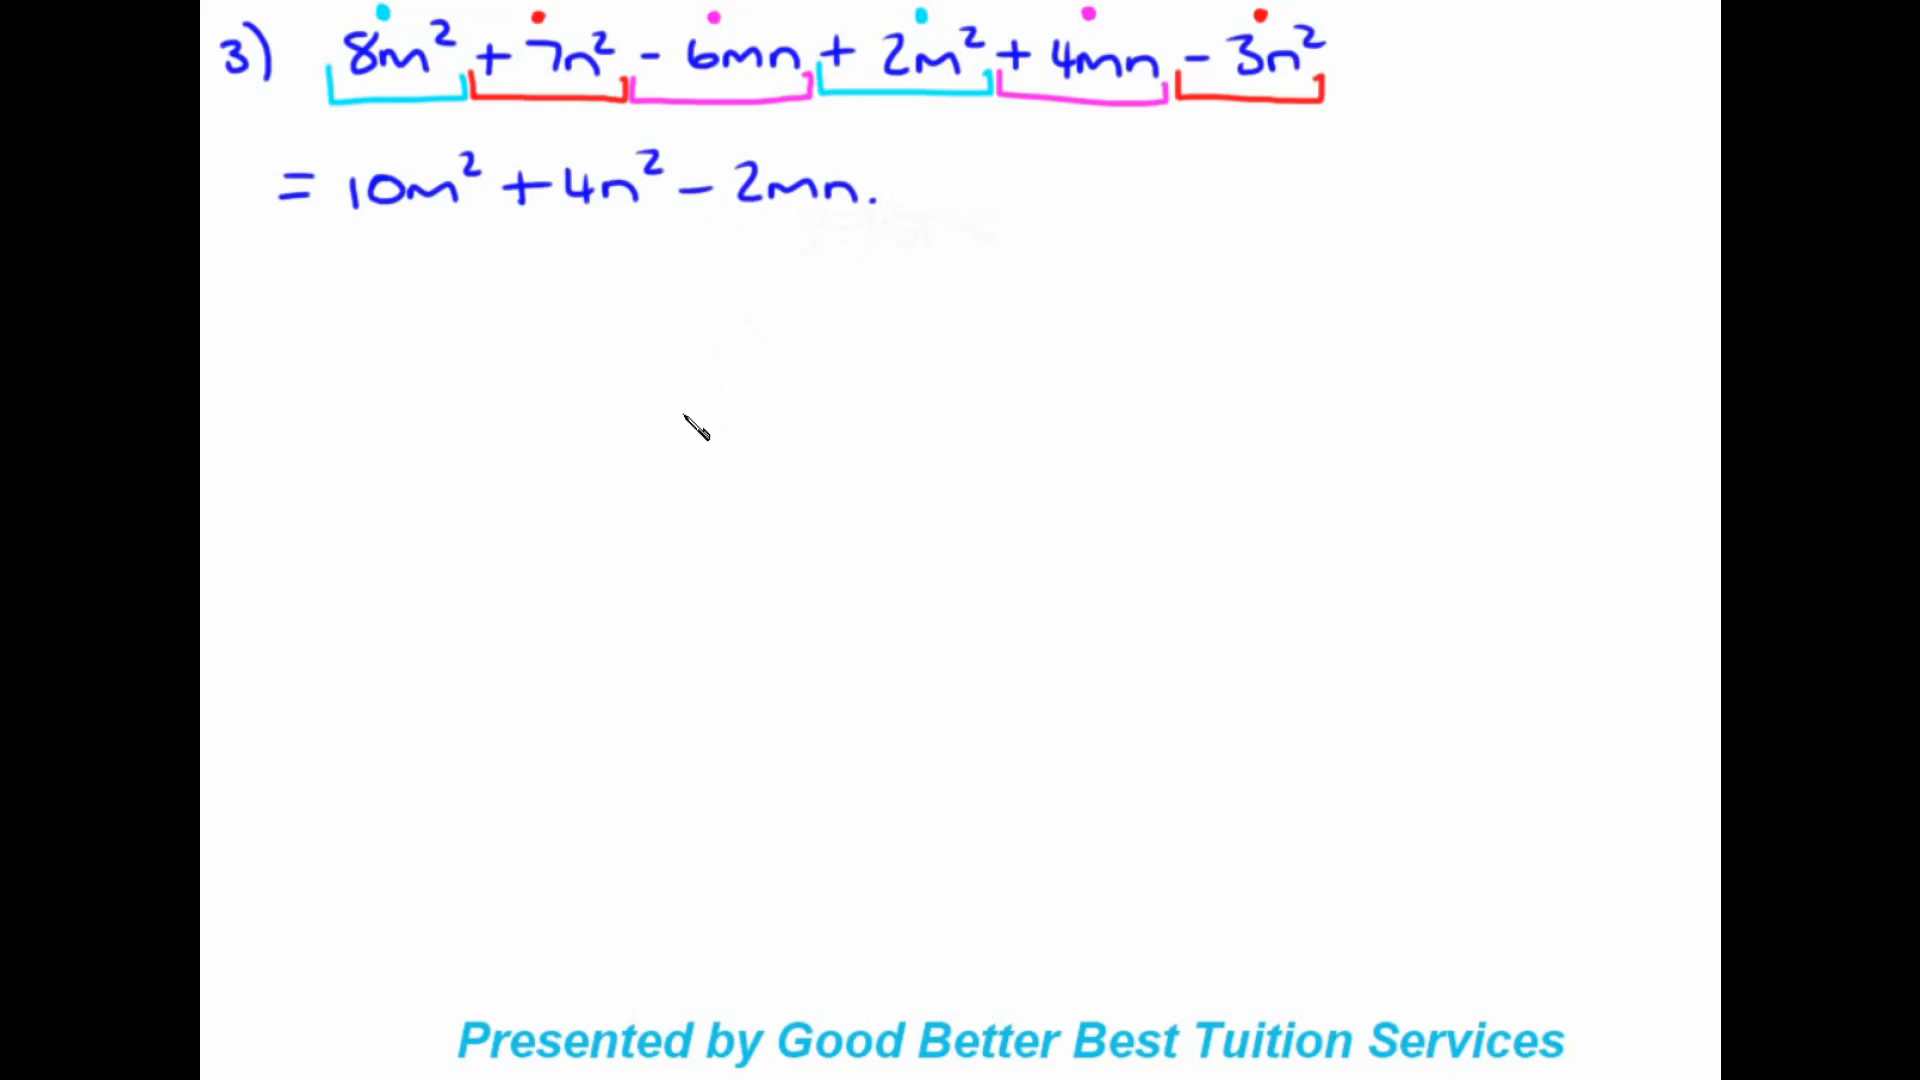 3) 8m² + 7n² - 6mn + 2m² + 4mn - 3n²
= 10m² + 4n² - 2mn.
Presented by Good Better Best Tuition Services